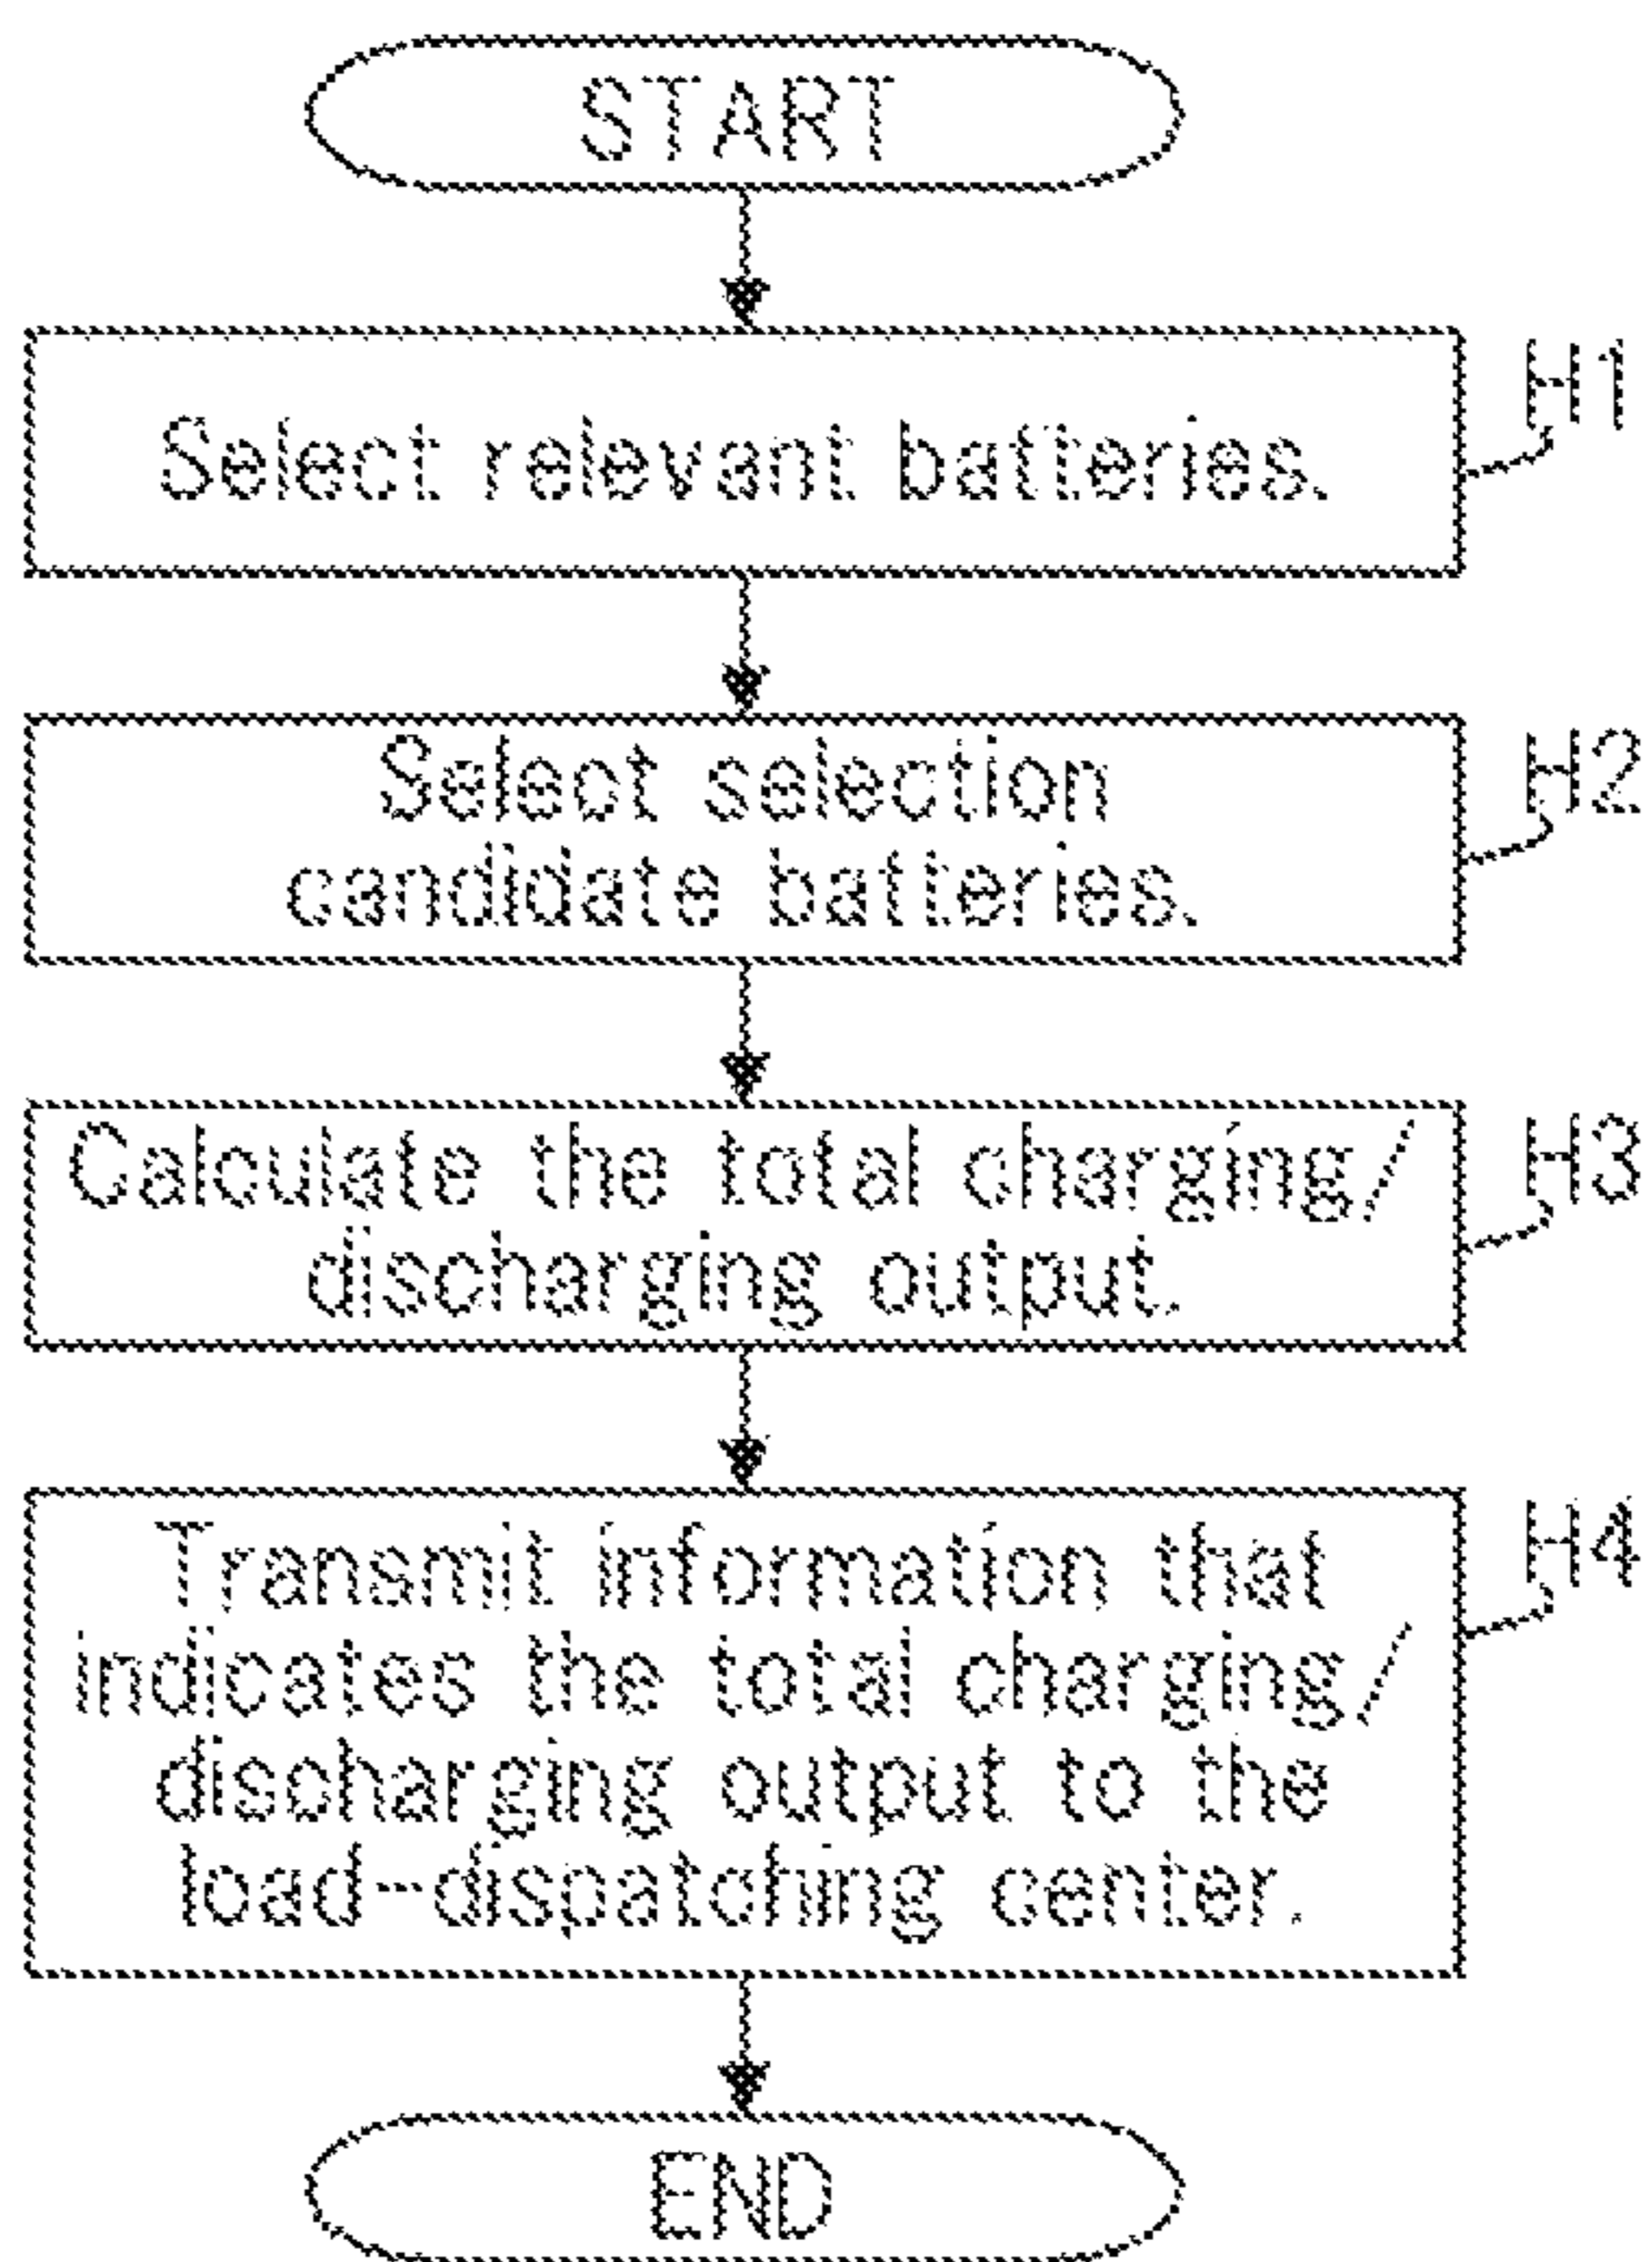 START
H1
Select relevant batteries.
H2
Select selection
candidate batteries.
H3
Calculate the total charging/
discharging output.
H4
Transmit information that
indicates the total charging/
discharging output to the
load-dispatching center.
END